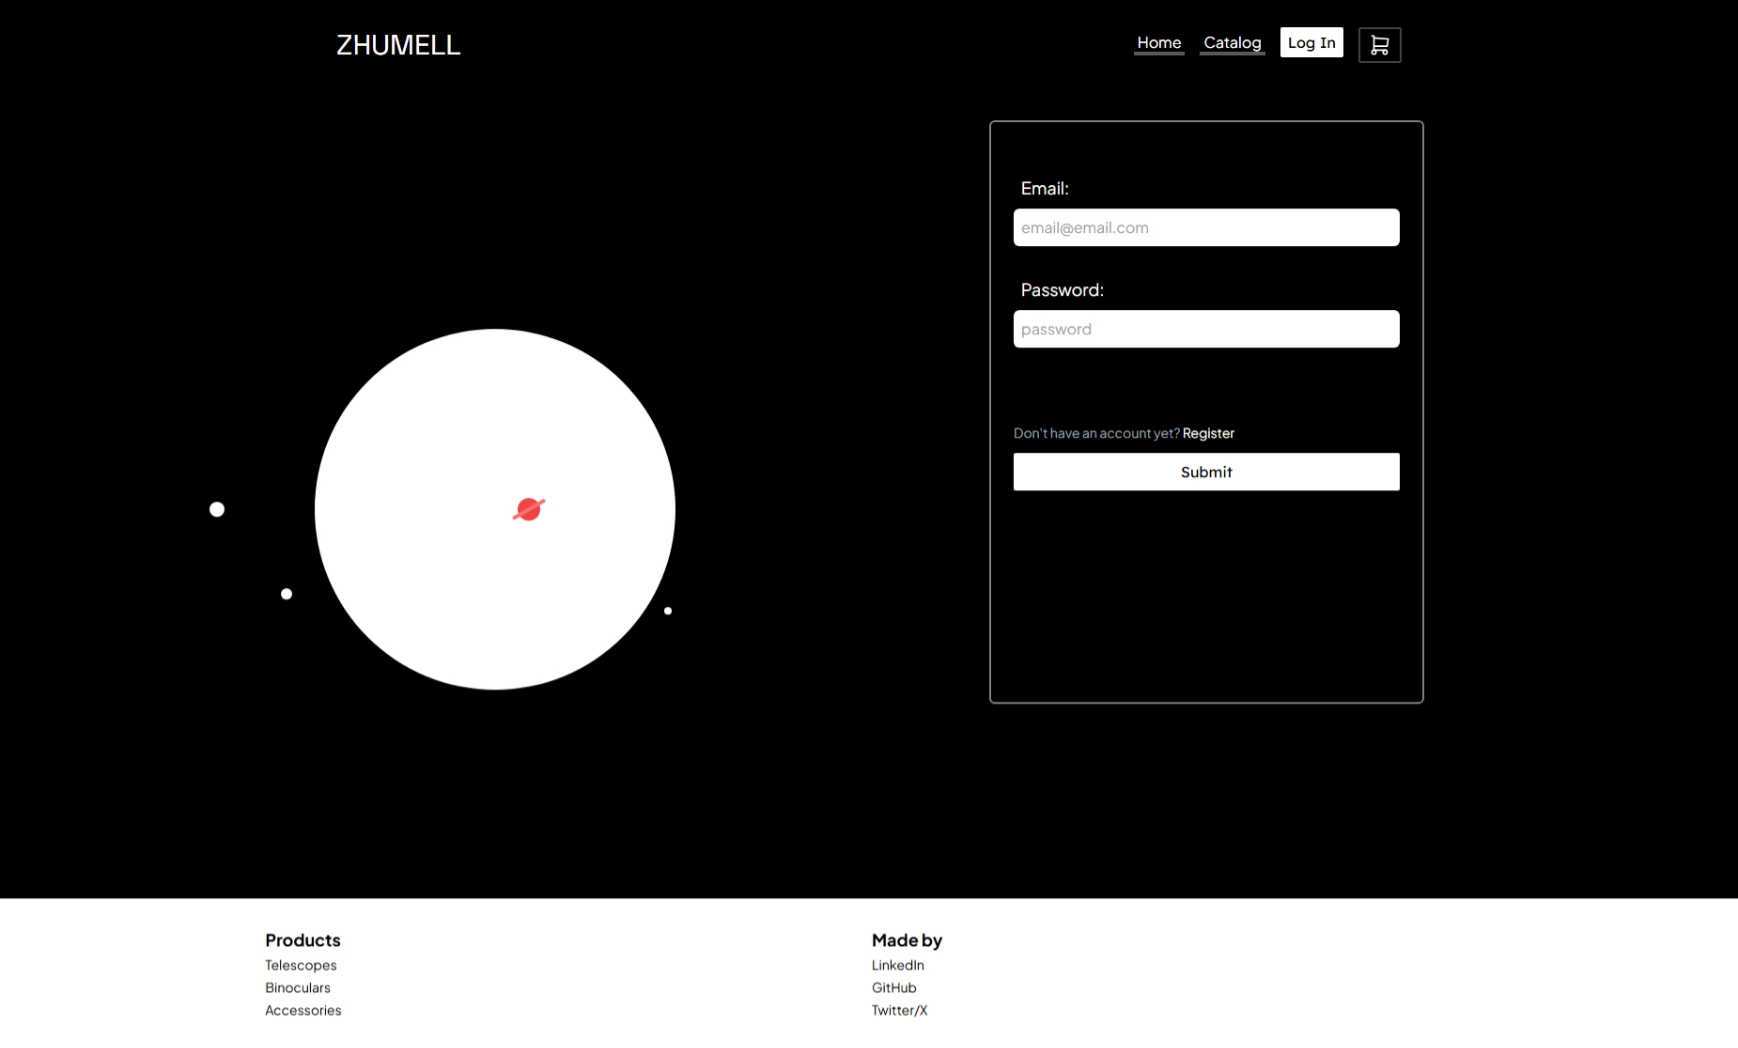 ZHUMELL
Home Catalog Log In
Email:
email@email.com
Password:
password
Don't have an account yet? Register
Submit
Products
Telescopes
Binoculars
Accessories
Made by
LinkedIn
GitHub
Twitter/X